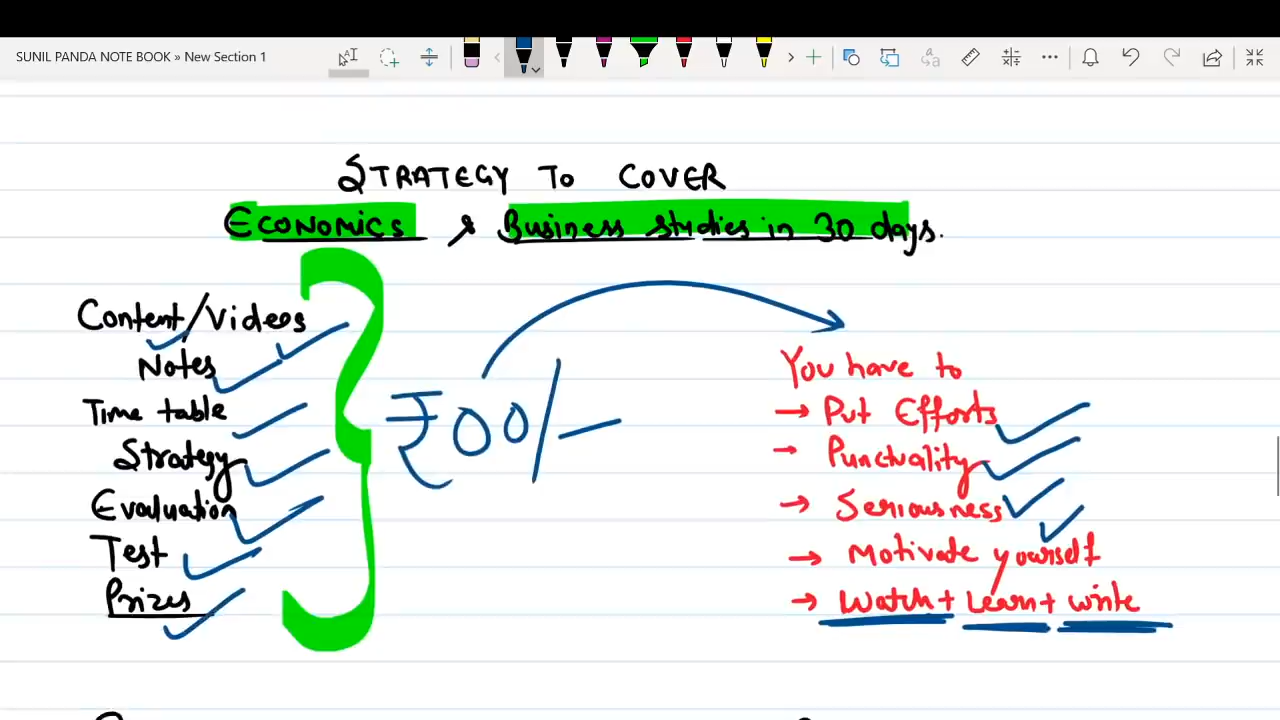 SUNIL PANDA NOTE BOOK » New Section 1
STRATEGY TO COVER
ECONOMICS & Business studies in 30 days.
Content/Videos
Notes
Time table
Strategy
Evaluation
Test
Prizes
₹00/-
You have to
→ Put Efforts
→ Punctuality
→ Seriousness
→ Motivate yourself
→ Watch + Learn + write